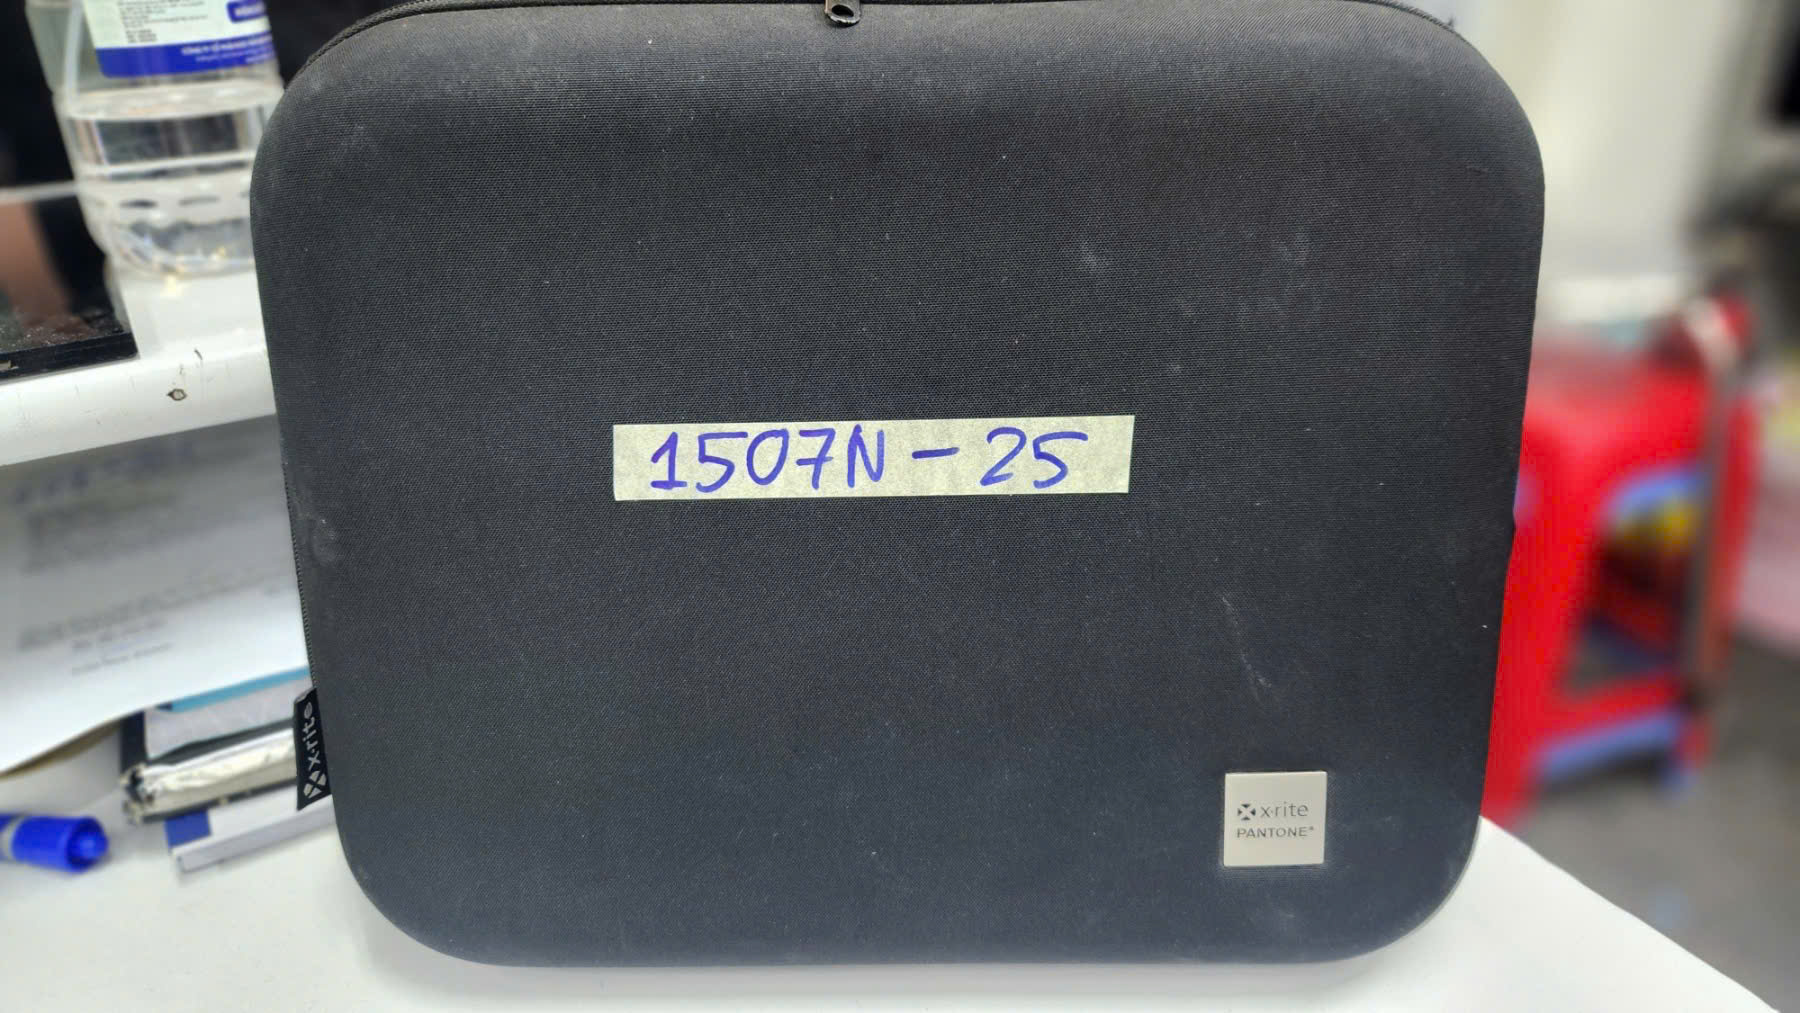 1507N - 25
x·rite
x·rite
PANTONE®